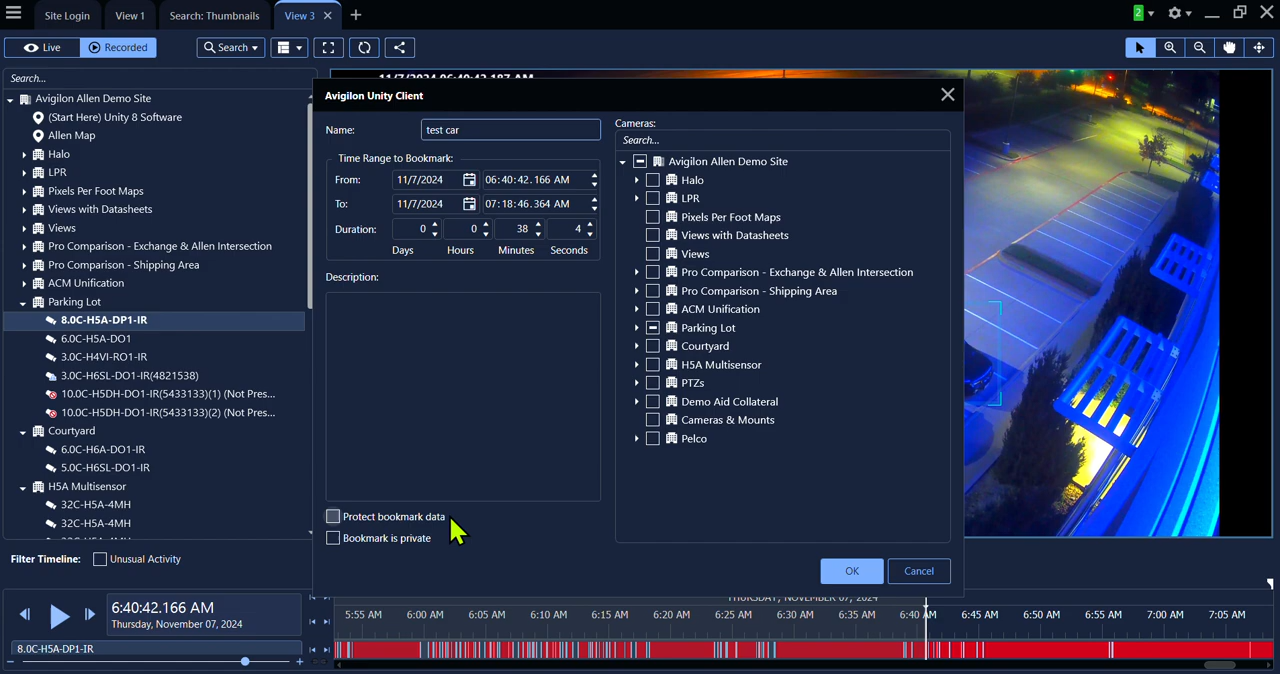 Site Login
View 1
Search: Thumbnails
View 3
2
Live
Recorded
Search
Search...
Avigilon Allen Demo Site
(Start Here) Unity 8 Software
Allen Map
Halo
LPR
Pixels Per Foot Maps
Views with Datasheets
Views
Pro Comparison - Exchange & Allen Intersection
Pro Comparison - Shipping Area
ACM Unification
Parking Lot
8.0C-H5A-DP1-IR
6.0C-H5A-DO1
3.0C-H4VI-RO1-IR
3.0C-H6SL-DO1-IR(4821538)
10.0C-H5DH-DO1-IR(5433133)(1) (Not Pres...
10.0C-H5DH-DO1-IR(5433133)(2) (Not Pres...
Courtyard
6.0C-H6A-DO1-IR
5.0C-H6SL-DO1-IR
H5A Multisensor
32C-H5A-4MH
32C-H5A-4MH
Filter Timeline:
Unusual Activity
11/7/2024 06:40:42.187 AM
Avigilon Unity Client
Name:
test car
Time Range to Bookmark:
From:
11/7/2024
06:40:42.166 AM
To:
11/7/2024
07:18:46.364 AM
Duration:
0
0
38
4
Days
Hours
Minutes
Seconds
Description:
Protect bookmark data
Bookmark is private
Cameras:
Search...
Avigilon Allen Demo Site
Halo
LPR
Pixels Per Foot Maps
Views with Datasheets
Views
Pro Comparison - Exchange & Allen Intersection
Pro Comparison - Shipping Area
ACM Unification
Parking Lot
Courtyard
H5A Multisensor
PTZs
Demo Aid Collateral
Cameras & Mounts
Pelco
OK
Cancel
6:40:42.166 AM
Thursday, November 07, 2024
8.0C-H5A-DP1-IR
THURSDAY, NOVEMBER 07, 2024
5:55 AM
6:00 AM
6:05 AM
6:10 AM
6:15 AM
6:20 AM
6:25 AM
6:30 AM
6:35 AM
6:40 AM
6:45 AM
6:50 AM
6:55 AM
7:00 AM
7:05 AM